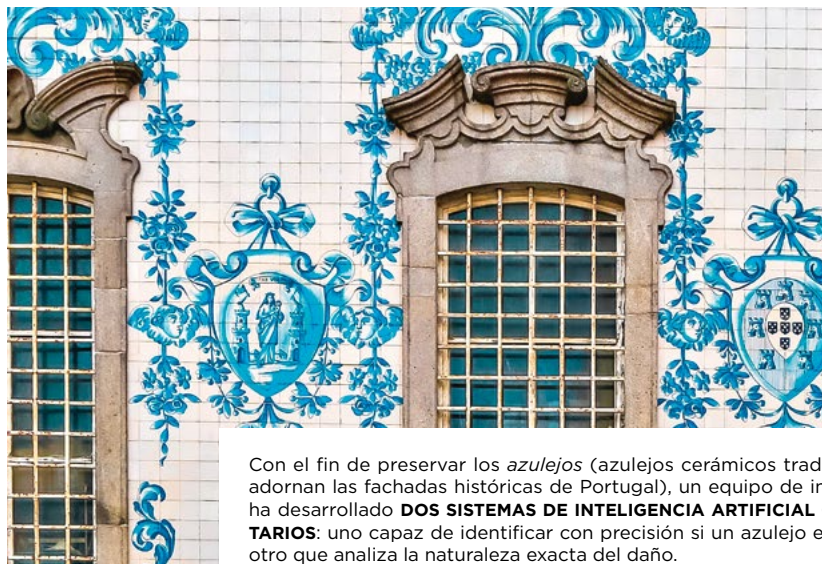 Con el fin de preservar los azulejos (azulejos cerámicos
adornan las fachadas históricas de Portugal), un equipo de
ha desarrollado DOS SISTEMAS DE INTELIGENCIA ARTIFICIAL
TARIOS: uno capaz de identificar con precisión si un azulejo
otro que analiza la naturaleza exacta del daño.